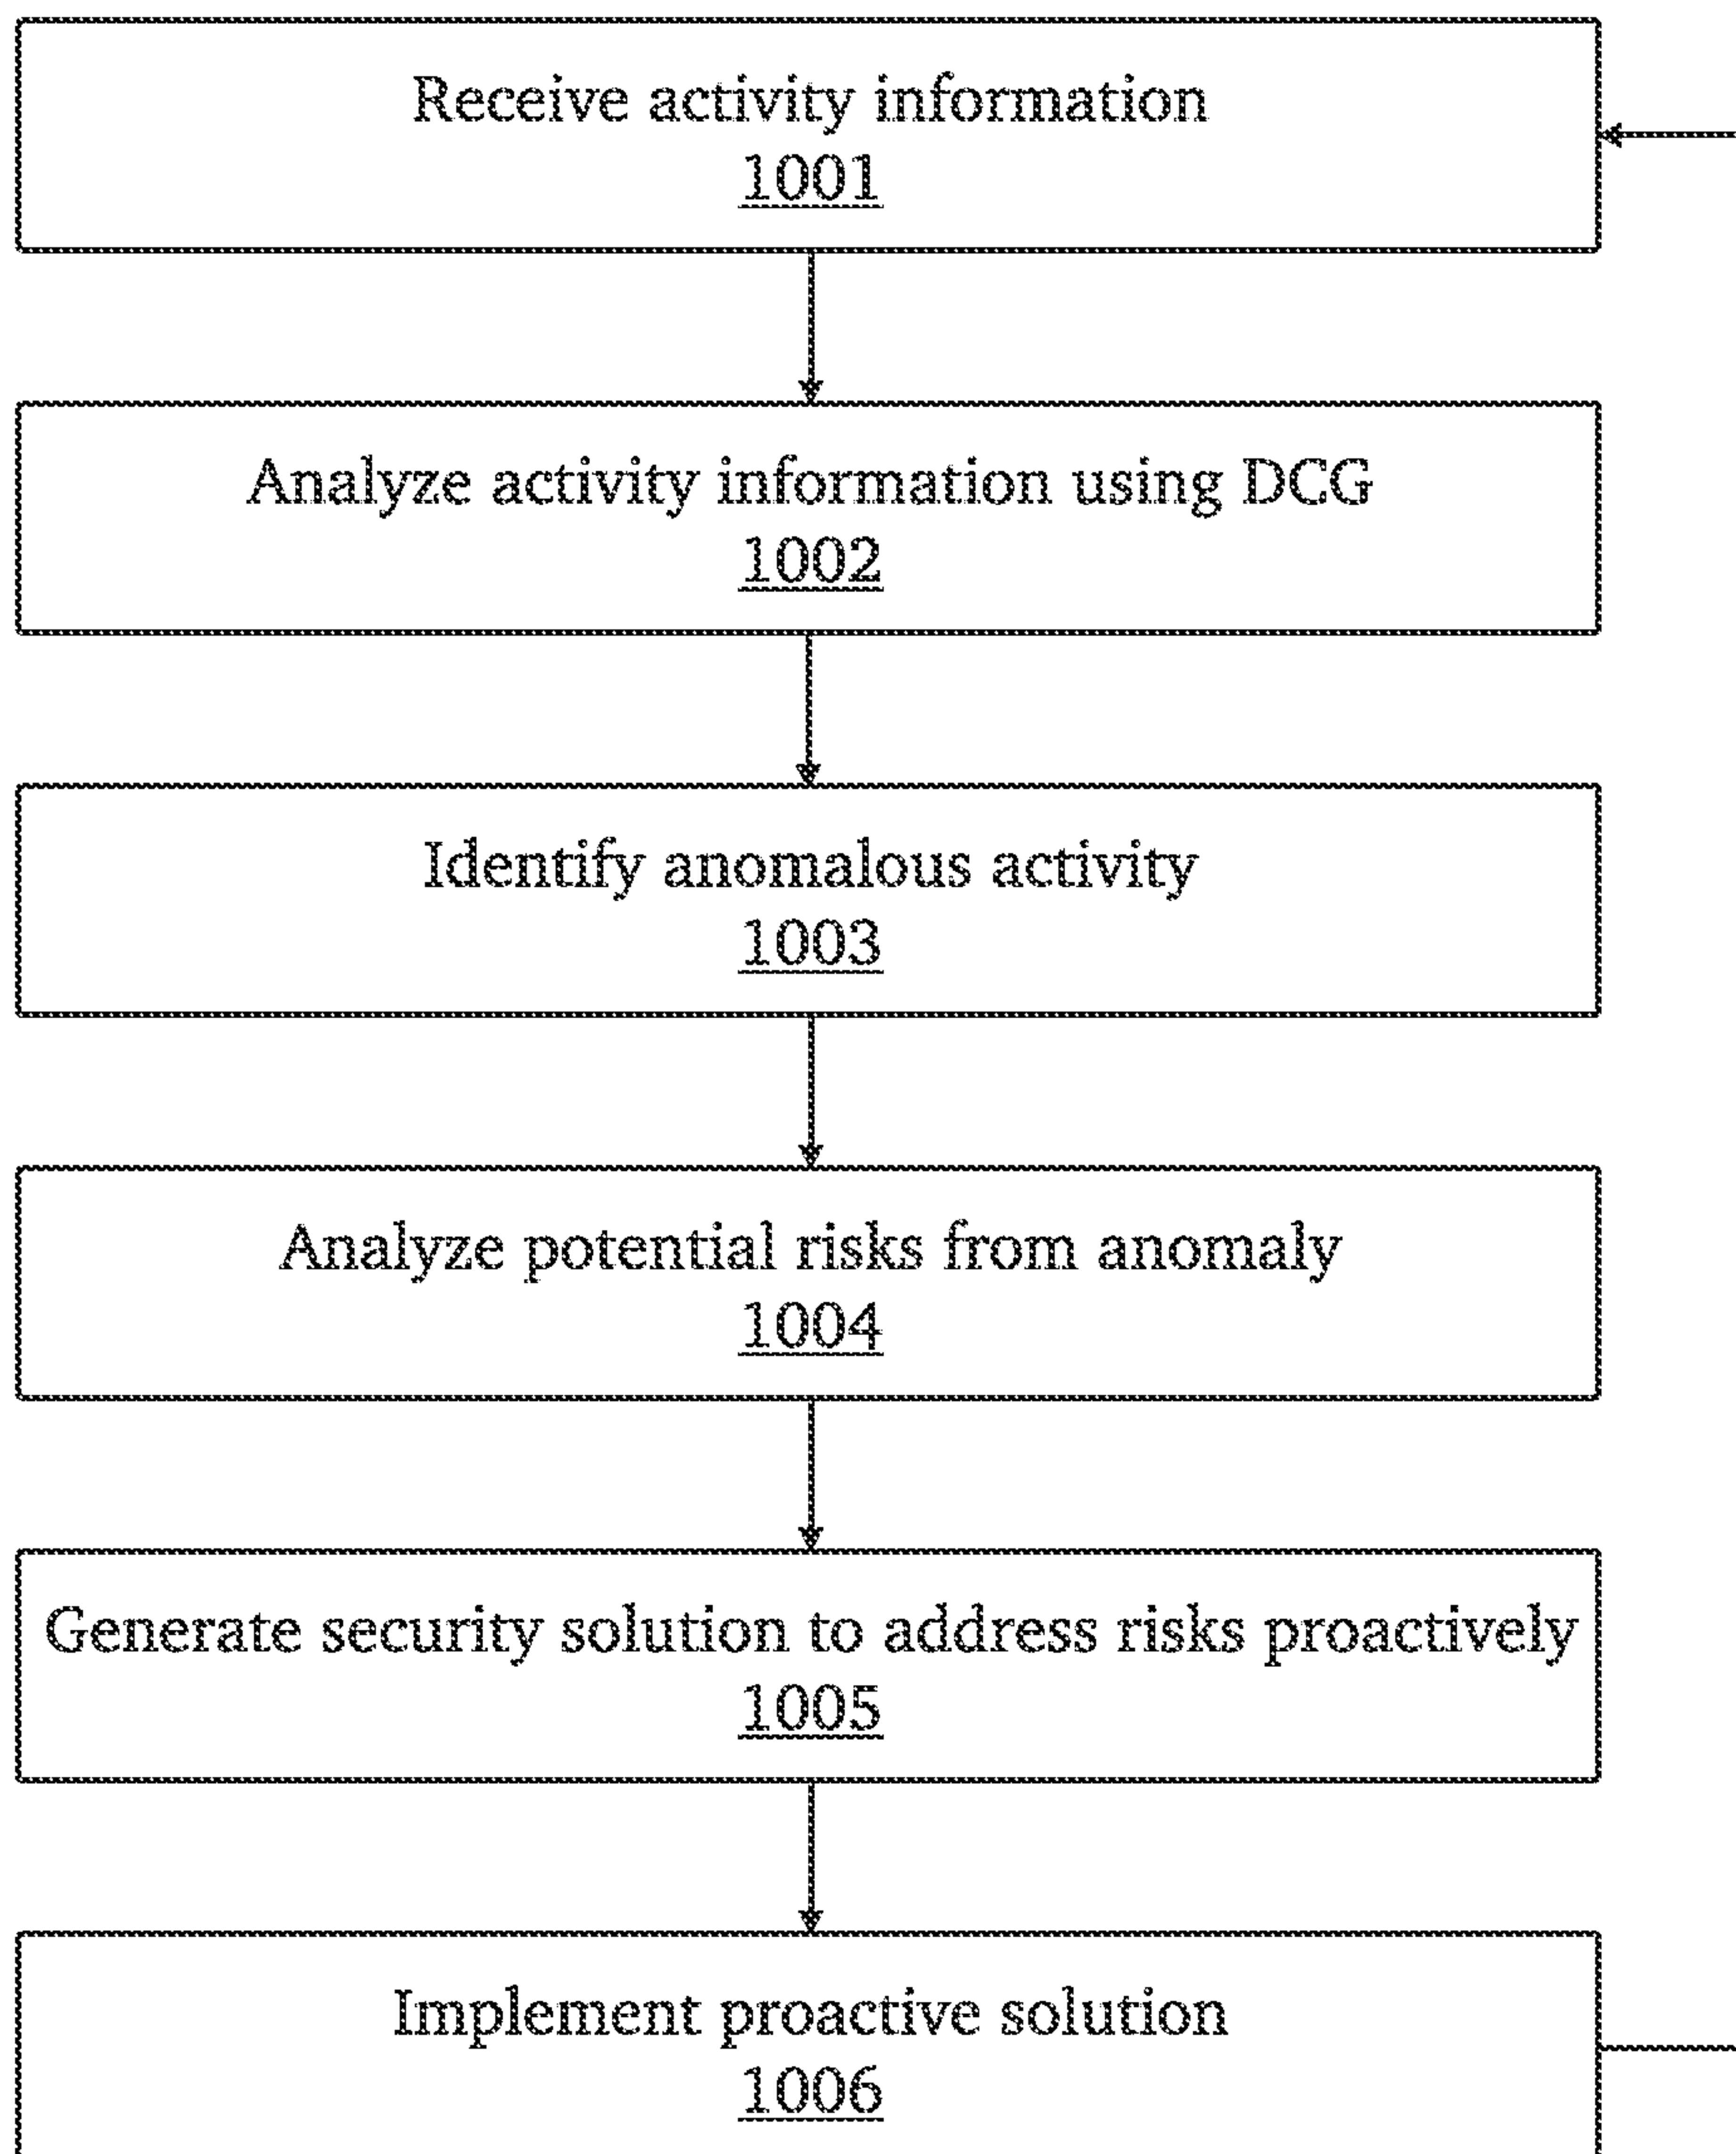 Receive activity information
1001
Analyze activity information using DCG
1002
Identify anomalous activity
1003
Analyze potential risks from anomaly
1004
Generate security solution to address risks proactively
1005
Implement proactive solution
1006